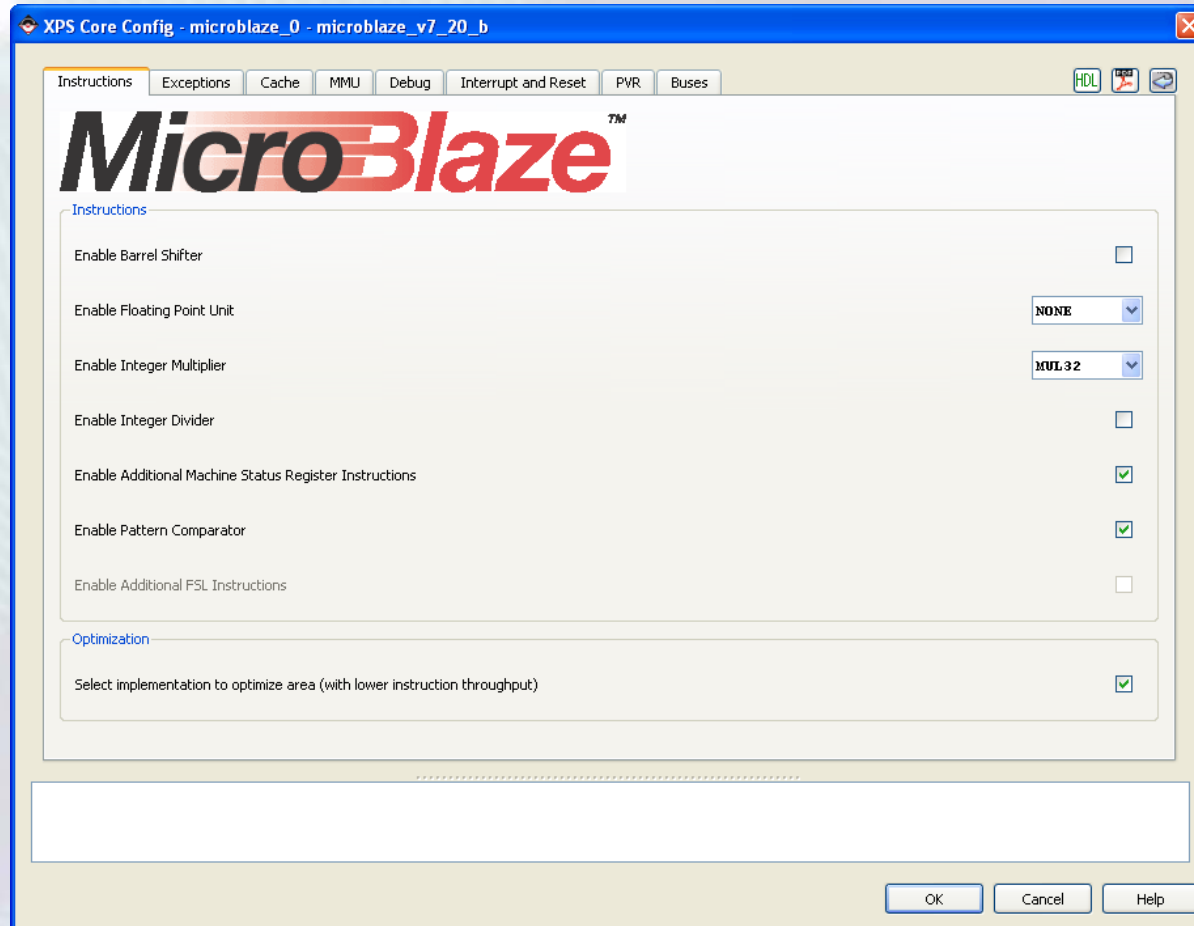 XPS Core Config - microblaze_0 - microblaze_v7_20_b
Instructions Exceptions Cache MMU Debug Interrupt and Reset PVR Buses
HDL
MicroBlaze™
Instructions
Enable Barrel Shifter
Enable Floating Point Unit NONE
Enable Integer Multiplier MUL32
Enable Integer Divider
Enable Additional Machine Status Register Instructions
Enable Pattern Comparator
Enable Additional FSL Instructions
Optimization
Select implementation to optimize area (with lower instruction throughput)
OK Cancel Help